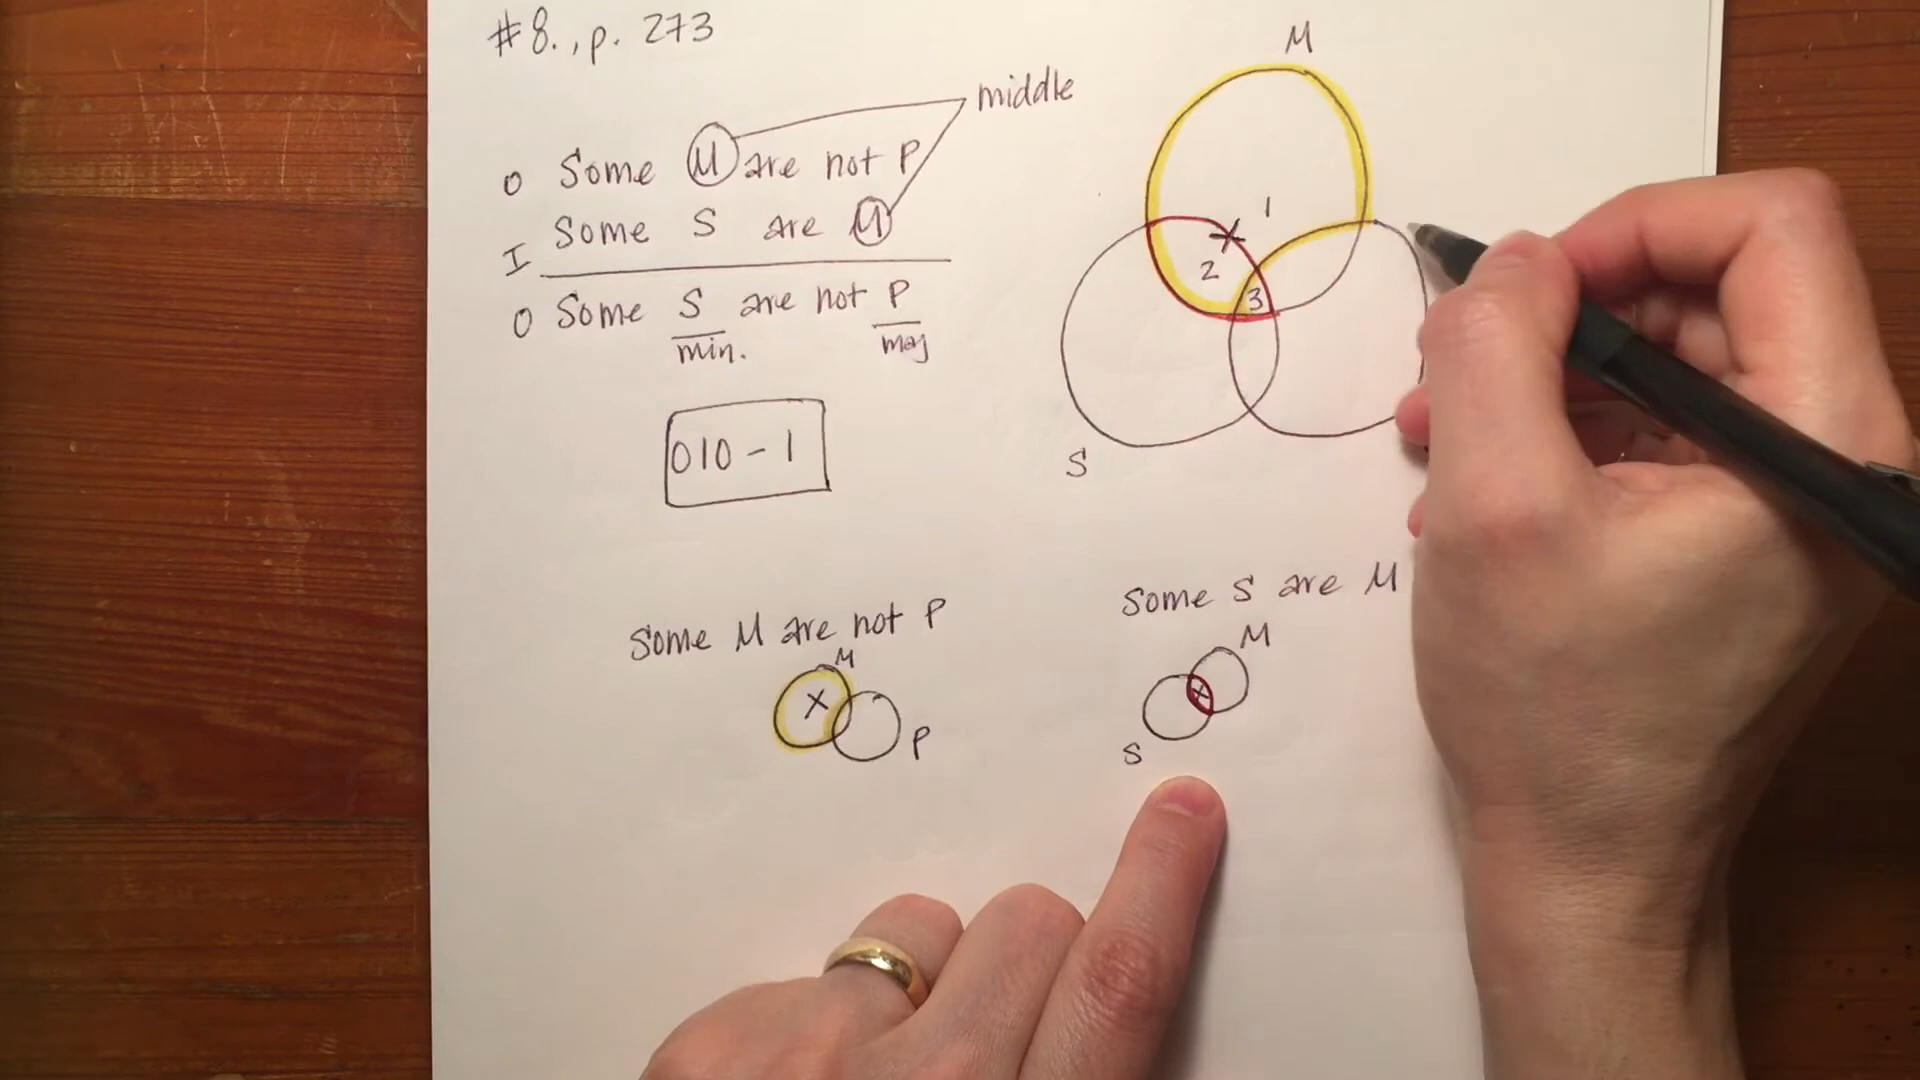 #8., p. 273
middle
O Some M are not P
I Some S are M
O Some S are not P
min. maj
OIO - 1
M
1
2
3
S
Some M are not P
M
P
Some S are M
M
S